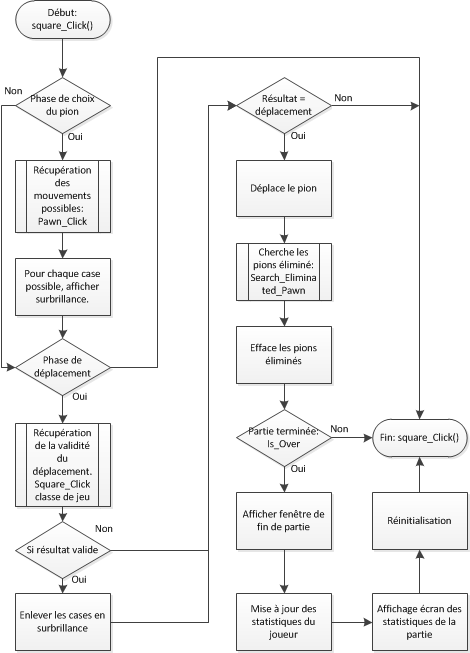 Début:
square_Click()
Non
Phase de choix
du pion
Oui
Récupération
des
mouvements
possibles:
Pawn_Click
Pour chaque case
possible, afficher
surbrillance.
Phase de
déplacement
Oui
Récupération
de la validité
du
déplacement.
Square_Click
classe de jeu
Non
Si résultat valide
Oui
Enlever les cases en
surbrillance
Résultat =
déplacement
Non
Oui
Déplace le pion
Cherche les
pions éliminé:
Search_Elimina
ted_Pawn
Efface les pions
éliminés
Partie terminée:
Is_Over
Non
Oui
Afficher fenêtre de
fin de partie
Mise à jour des
statistiques du
joueur
Fin: square_Click()
Réinitialisation
Affichage écran des
statistiques de la
partie